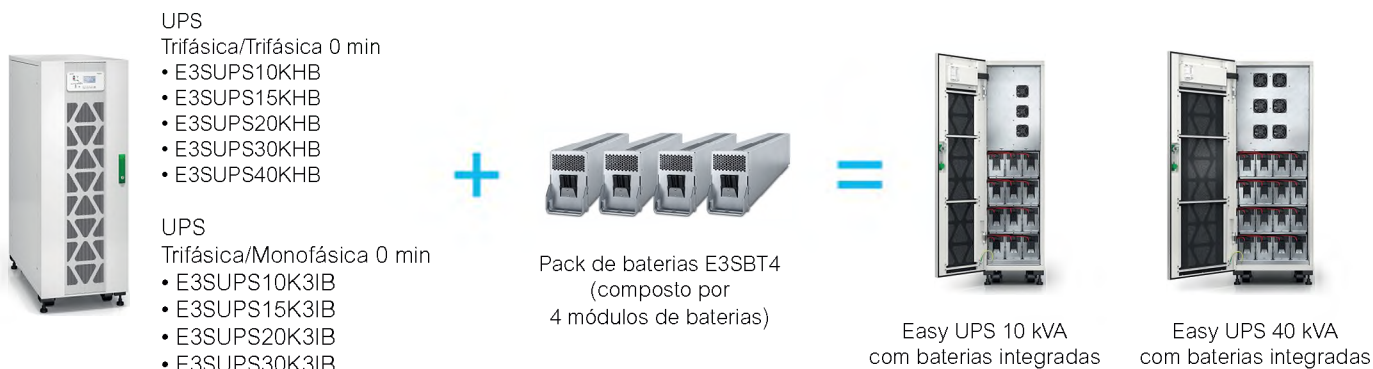 UPS
Trifásica/Trifásica 0 min
• E3SUPS10KHB
• E3SUPS15KHB
• E3SUPS20KHB
• E3SUPS30KHB
• E3SUPS40KHB
UPS
Trifásica/Monofásica 0 min
• E3SUPS10K3IB
• E3SUPS15K3IB
• E3SUPS20K3IB
• E3SUPS30K3IB
+
Pack de baterias E3SBT4
(composto por
4 módulos de baterias)
=
Easy UPS 10 kVA
com baterias integradas
Easy UPS 40 kVA
com baterias integradas